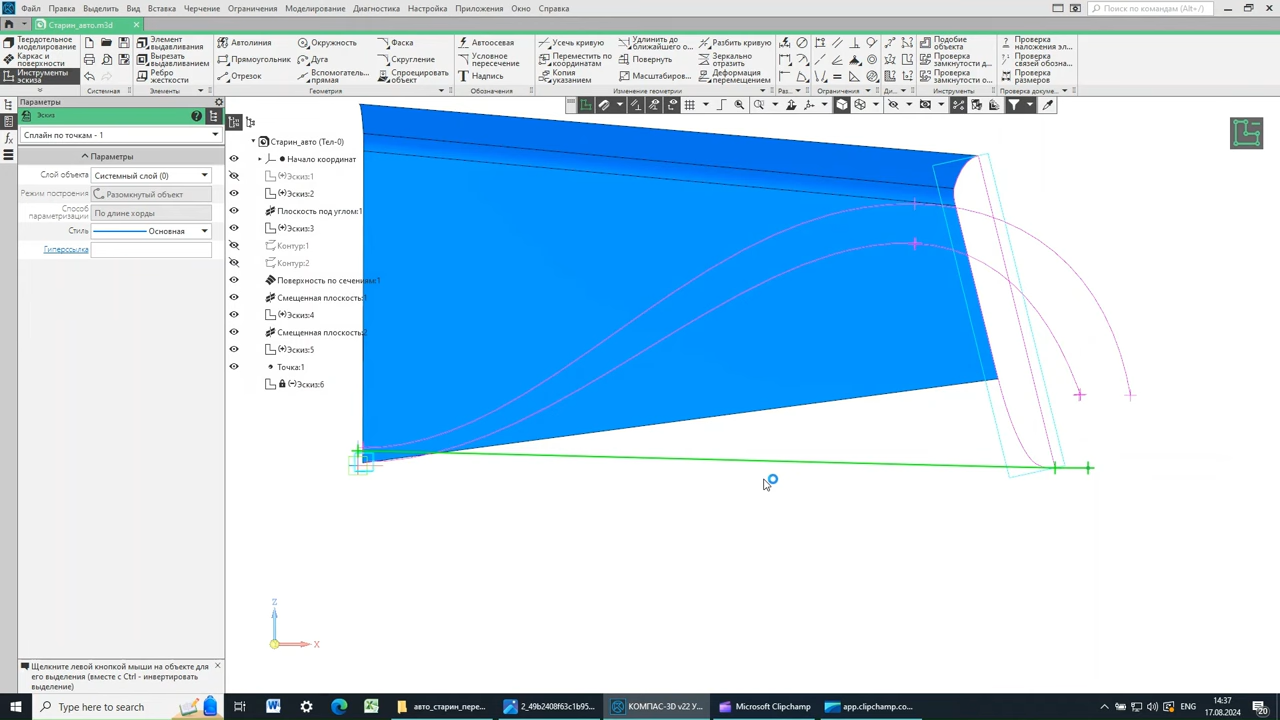 Файл Правка Выделить Вид Вставка Черчение Ограничения Моделирование Диагностика Настройка Приложения Окно Справка
Поиск по командам (Alt+/)
Старин_авто.m3d
Твердотельное моделирование
Каркас и поверхности
Инструменты эскиза
Системная
Элемент выдавливания
Вырезать выдавливанием
Ребро жесткости
Элементы
Автолиния
Прямоугольник
Отрезок
Окружность
Дуга
Вспомогатель... прямая
Фаска
Скругление
Спроецировать объект
Геометрия
Автоосевая
Условное пересечение
Надпись
Обозначения
Усечь кривую
Переместить по координатам
Копия указанием
Удлинить до ближайшего о...
Повернуть
Масштабиров...
Разбить кривую
Зеркально отразить
Деформация перемещением
Изменение геометрии
Раз...
Ограничения
Подобие объекта
Проверка замкнутости д...
Проверка замкнутости о...
Инструменты
Проверка наложения эл...
Проверка связей обозна...
Проверка размеров
Проверка докумен...
Параметры
Эскиз
Сплайн по точкам - 1
Параметры
Слой объекта Системный слой (0)
Режим построения Разомкнутый объект
Способ параметризации По длине хорды
Стиль Основная
Гиперссылка
Старин_авто (Тел-0)
Начало координат
(+)Эскиз:1
(+)Эскиз:2
Плоскость под углом:1
(+)Эскиз:3
Контур:1
Контур:2
Поверхность по сечениям:1
Смещенная плоскость:1
(+)Эскиз:4
Смещенная плоскость:2
(+)Эскиз:5
Точка:1
(−)Эскиз:6
Z
X
Щелкните левой кнопкой мыши на объекте для его выделения (вместе с Ctrl - инвертировать выделение)
Type here to search
авто_старин_пере...
2_49b2408f63c1b95...
КОМПАС-3D v22 У...
Microsoft Clipchamp
app.clipchamp.co...
ENG
14:37
17.08.2024
20